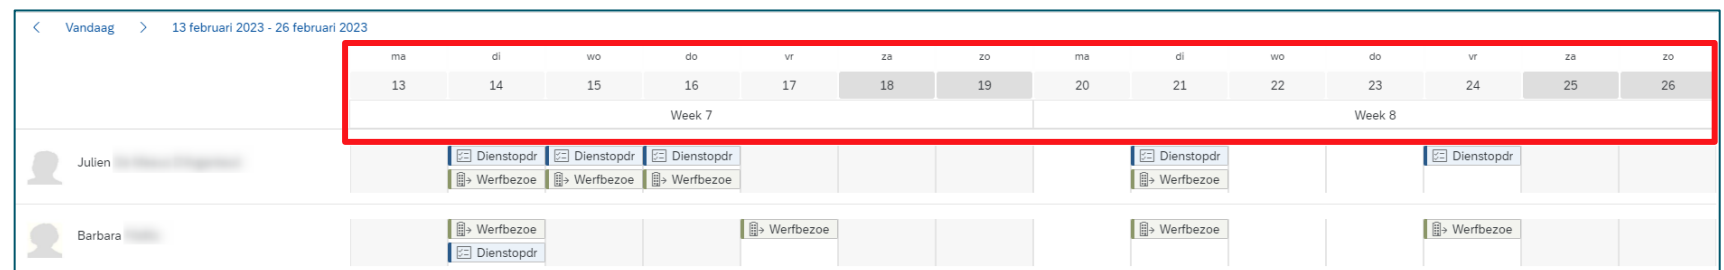 Vandaag 13 februari 2023 - 26 februari 2023
ma di wo do vr za zo ma di wo do vr za zo
13 14 15 16 17 18 19 20 21 22 23 24 25 26
Week 7 Week 8
Julien
Dienstopdr Dienstopdr Dienstopdr Dienstopdr Dienstopdr
Werfbezoe Werfbezoe Werfbezoe Werfbezoe
Barbara
Werfbezoe Werfbezoe Werfbezoe Werfbezoe
Dienstopdr